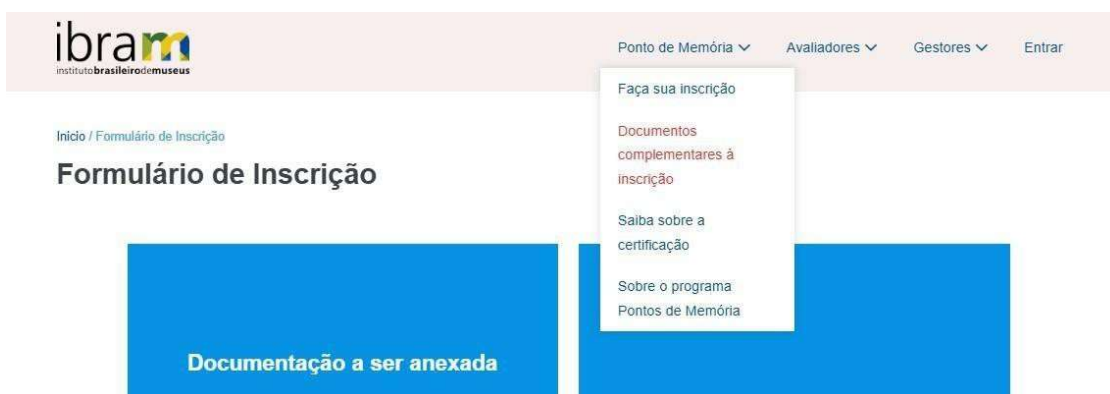 ibram
institutobrasileirodemuseus
Ponto de Memória Avaliadores Gestores Entrar
Faça sua inscrição
Documentos
complementares à
inscrição
Saiba sobre a
certificação
Sobre o programa
Pontos de Memória
Inicio / Formulário de Inscrição
Formulário de Inscrição
Documentação a ser anexada